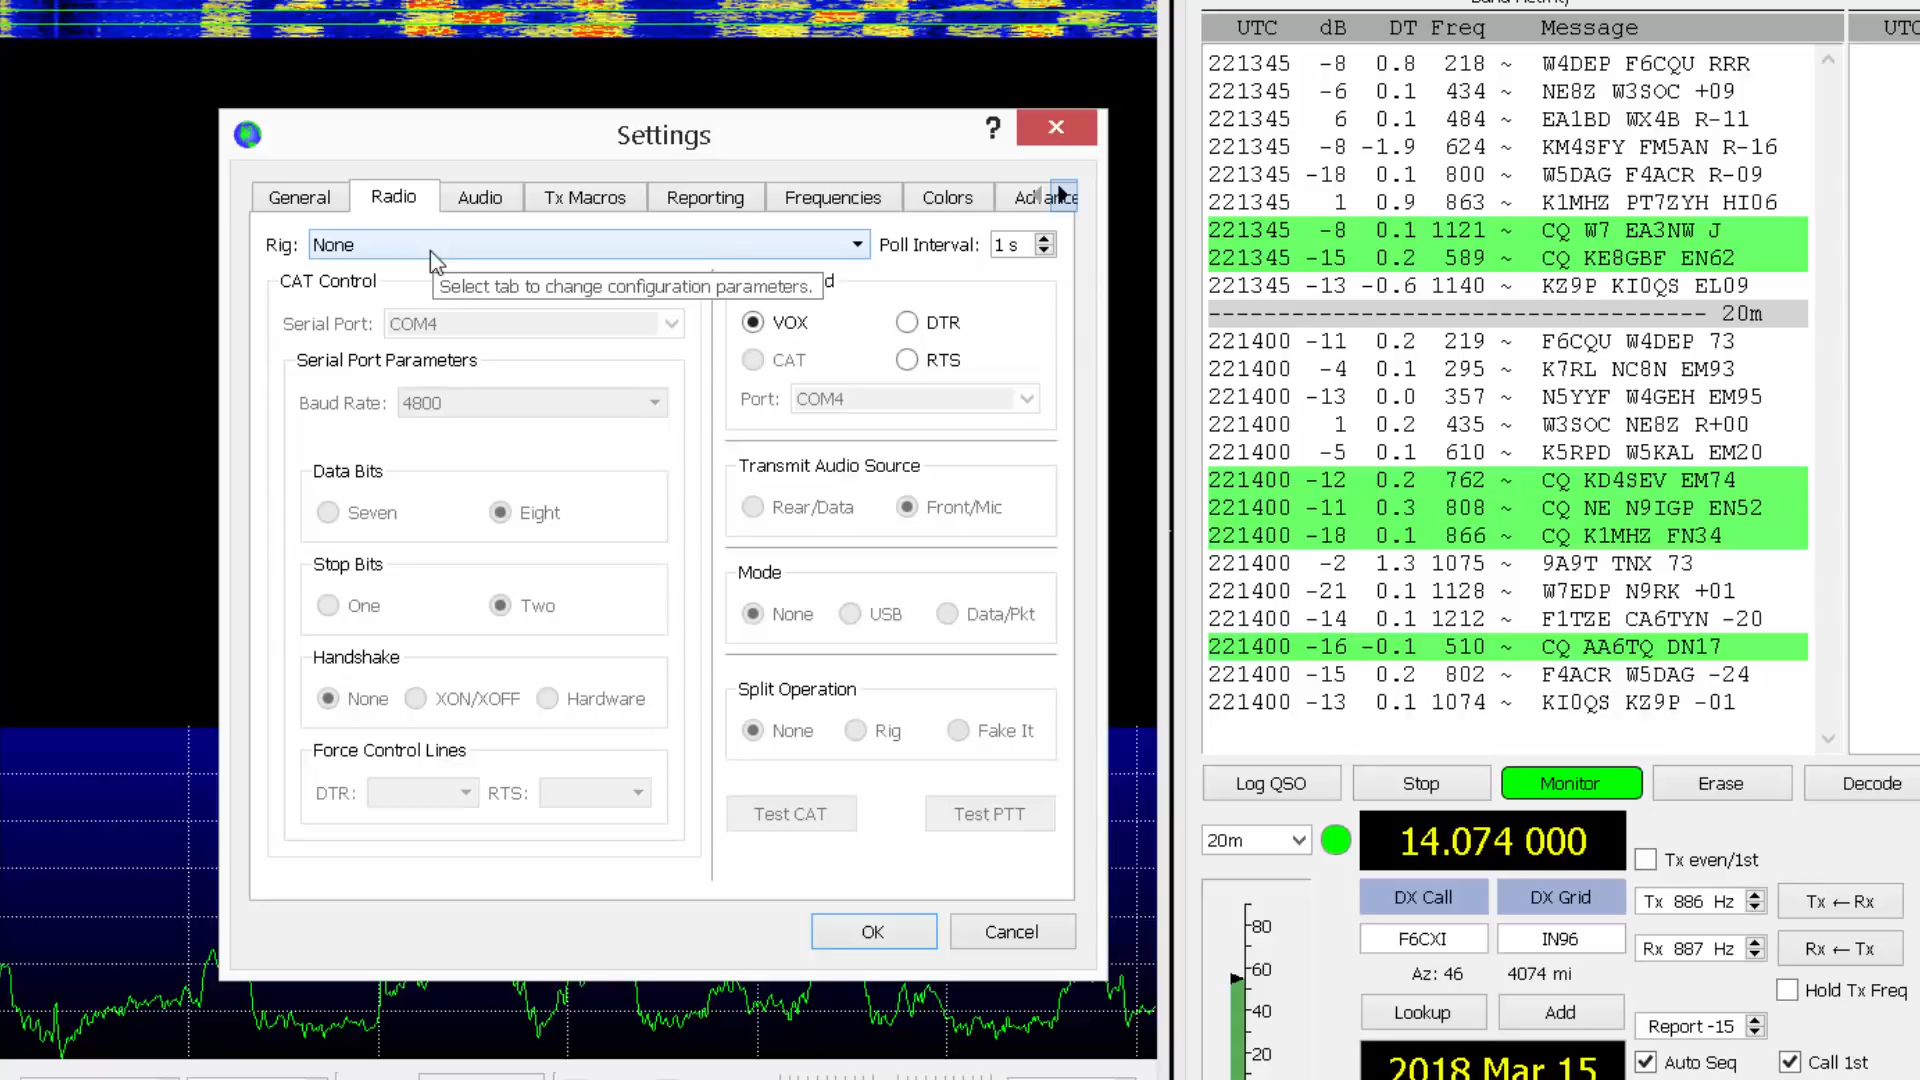 Settings
?
General Radio Audio Tx Macros Reporting Frequencies Colors
Rig: None Poll Interval: 1 s
CAT Control
Select tab to change configuration parameters.
Serial Port: COM4
Serial Port Parameters
Baud Rate: 4800
Data Bits
Seven Eight
Stop Bits
One Two
Handshake
None XON/XOFF Hardware
Force Control Lines
DTR: RTS:
VOX DTR
CAT RTS
Port: COM4
Transmit Audio Source
Rear/Data Front/Mic
Mode
None USB Data/Pkt
Split Operation
None Rig Fake It
Test CAT Test PTT
OK Cancel
UTC dB DT Freq Message
221345 -8 0.8 218 ~ W4DEP F6CQU RRR
221345 -6 0.1 434 ~ NE8Z W3SOC +09
221345 6 0.1 484 ~ EA1BD WX4B R-11
221345 -8 -1.9 624 ~ KM4SFY FM5AN R-16
221345 -18 0.1 800 ~ W5DAG F4ACR R-09
221345 1 0.9 863 ~ K1MHZ PT7ZYH HI06
221345 -8 0.1 1121 ~ CQ W7 EA3NW J
221345 -15 0.2 589 ~ CQ KE8GBF EN62
221345 -13 -0.6 1140 ~ KZ9P KI0QS EL09
------------------------------------ 20m
221400 -11 0.2 219 ~ F6CQU W4DEP 73
221400 -4 0.1 295 ~ K7RL NC8N EM93
221400 -13 0.0 357 ~ N5YYF W4GEH EM95
221400 1 0.2 435 ~ W3SOC NE8Z R+00
221400 -5 0.1 610 ~ K5RPD W5KAL EM20
221400 -12 0.2 762 ~ CQ KD4SEV EM74
221400 -11 0.3 808 ~ CQ NE N9IGP EN52
221400 -18 0.1 866 ~ CQ K1MHZ FN34
221400 -2 1.3 1075 ~ 9A9T TNX 73
221400 -21 0.1 1128 ~ W7EDP N9RK +01
221400 -14 0.1 1212 ~ F1TZE CA6TYN -20
221400 -16 -0.1 510 ~ CQ AA6TQ DN17
221400 -15 0.2 802 ~ F4ACR W5DAG -24
221400 -13 0.1 1074 ~ KI0QS KZ9P -01
UTC
Log QSO Stop Monitor Erase Decode
20m 14.074 000
Tx even/1st
DX Call DX Grid Tx 886 Hz Tx ← Rx
F6CXI IN96 Rx 887 Hz Rx ← Tx
Az: 46 4074 mi
Hold Tx Freq
Lookup Add Report -15
80
60
40
20
2018 Mar 15 Auto Seq Call 1st